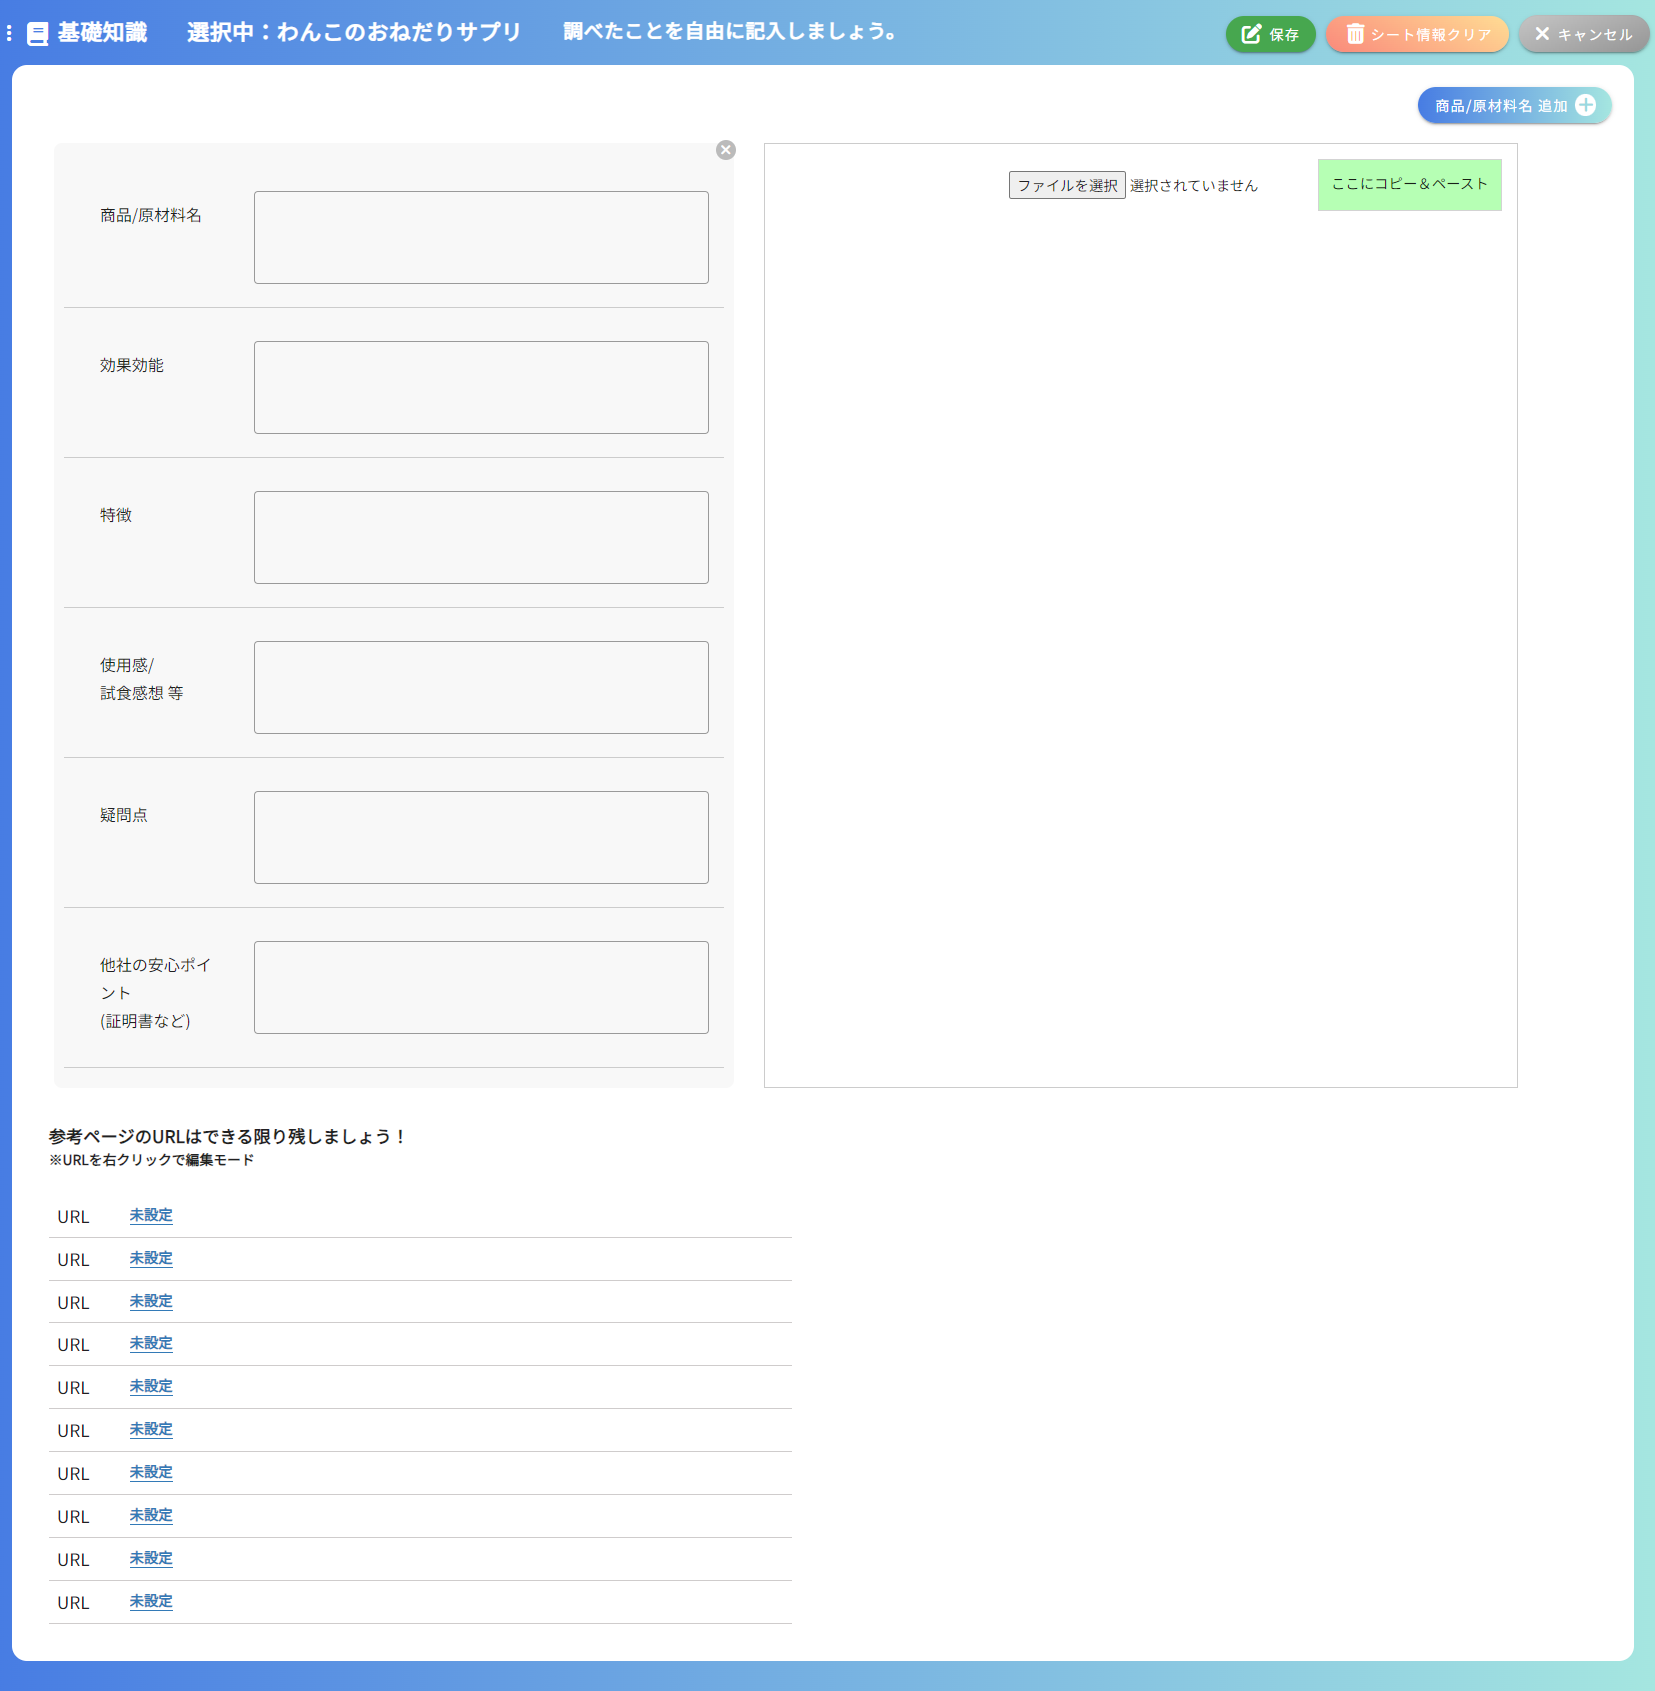 基礎知識 選択中：わんこのおねだりサプリ 調べたことを自由に記入しましょう。 保存 シート情報クリア キャンセル
商品/原材料名 追加
商品/原材料名
効果効能
特徴
使用感/
試食感想 等
疑問点
他社の安心ポイ
ント
(証明書など)
ファイルを選択 選択されていません
ここにコピー＆ペースト
参考ページのURLはできる限り残しましょう！
※URLを右クリックで編集モード
URL 未設定
URL 未設定
URL 未設定
URL 未設定
URL 未設定
URL 未設定
URL 未設定
URL 未設定
URL 未設定
URL 未設定